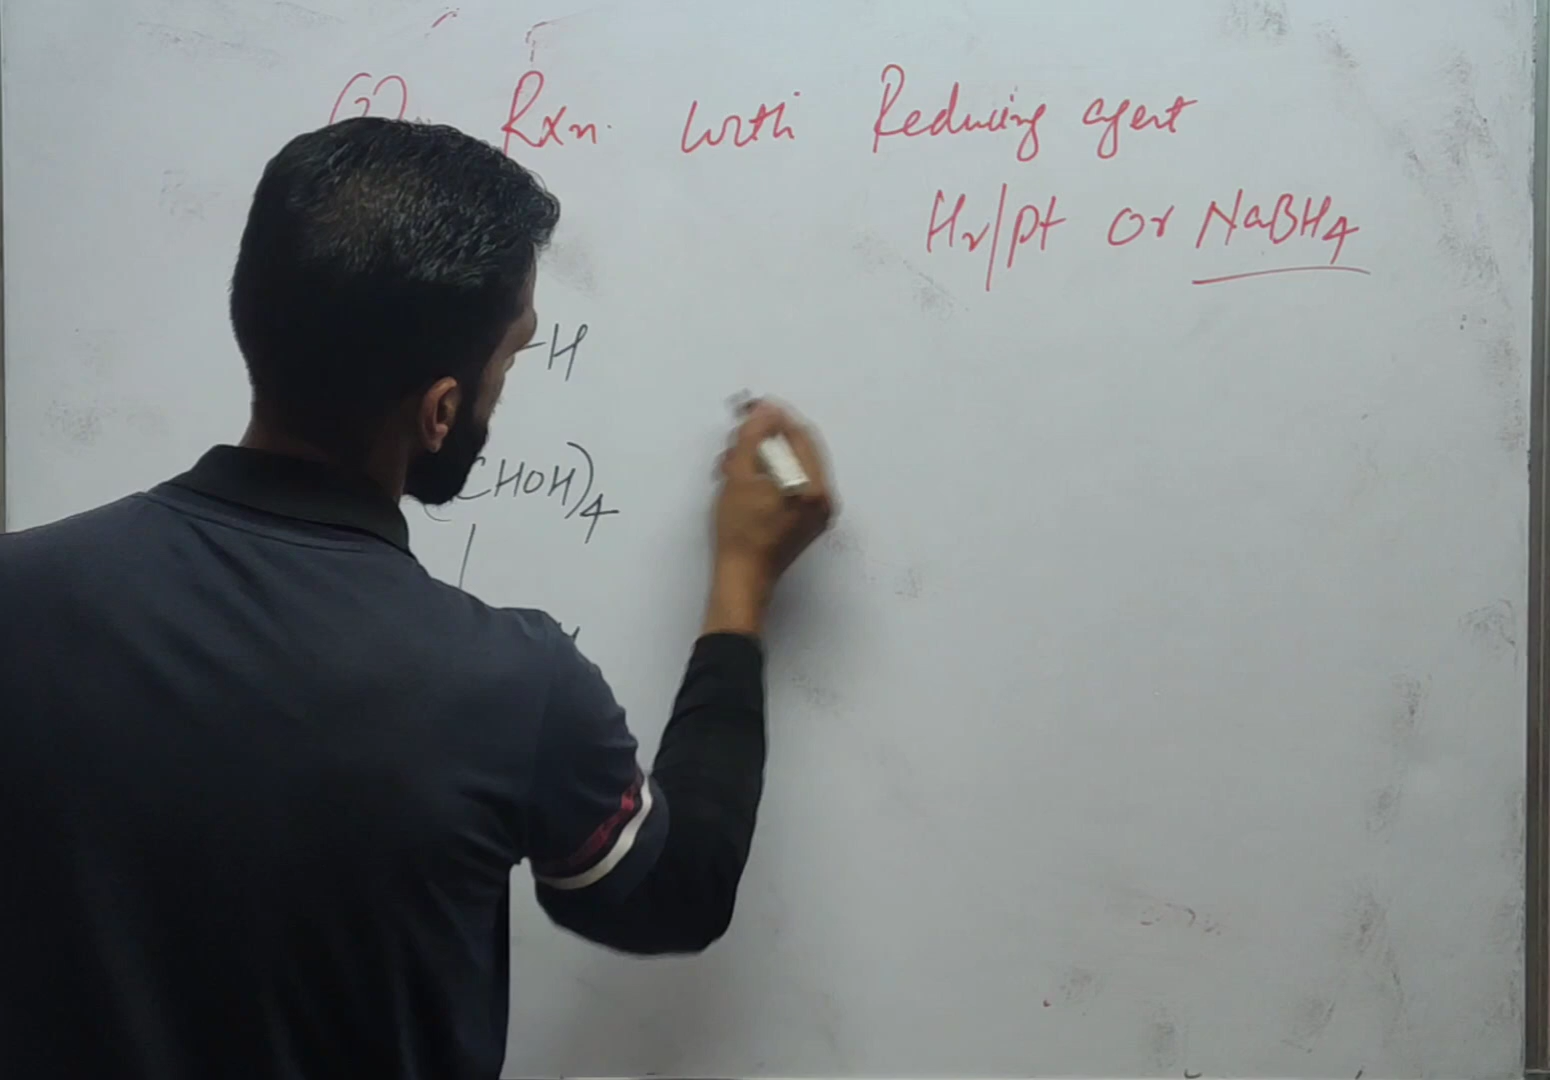 Rxn. with Reducing agent
H₂/Pt or NaBH₄
-H
(CHOH)₄